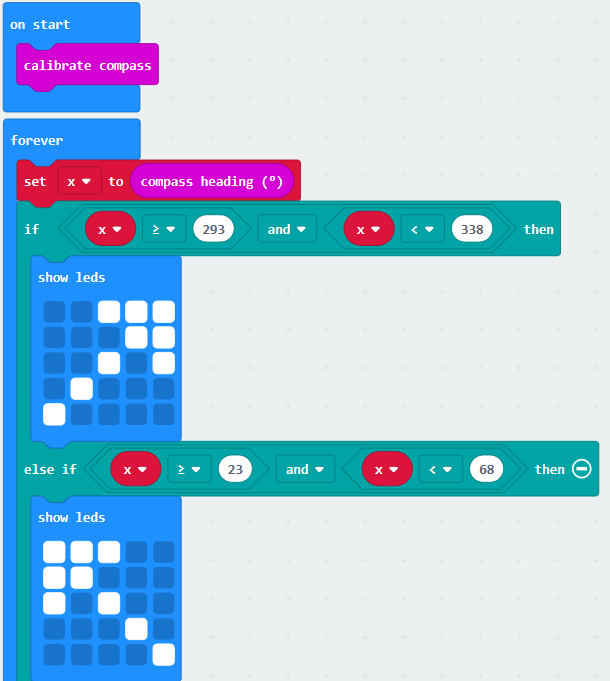 on start
calibrate compass
forever
set x to compass heading (°)
if x ≥ 293 and x < 338 then
show leds
else if x ≥ 23 and x < 68 then
show leds